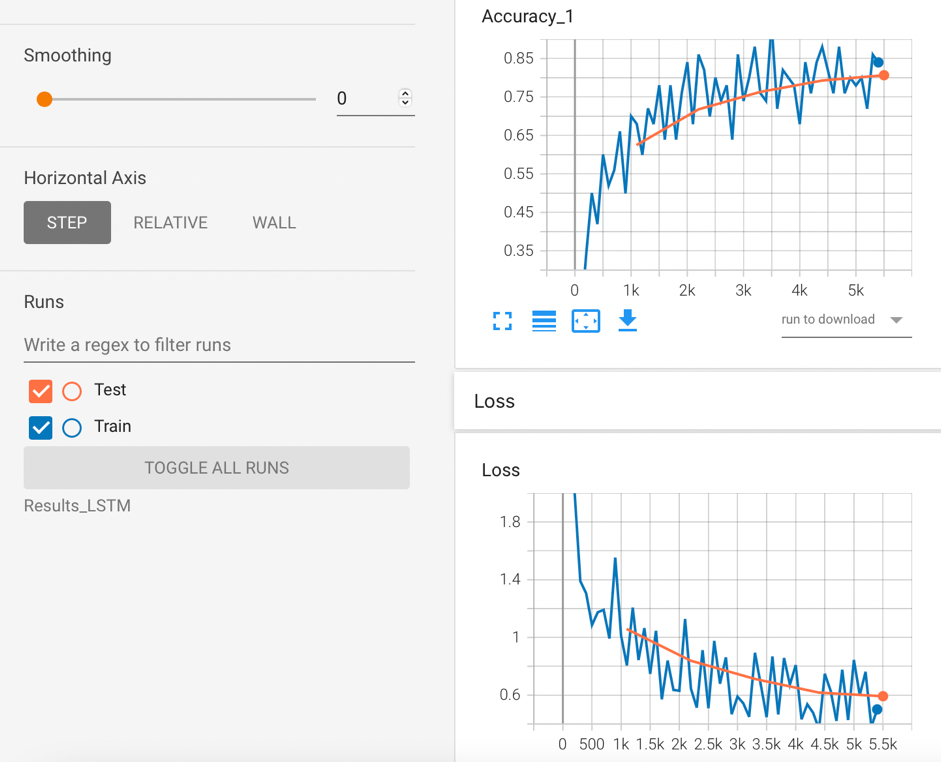 Smoothing
0
Horizontal Axis
STEP RELATIVE WALL
Runs
Write a regex to filter runs
Test
Train
TOGGLE ALL RUNS
Results_LSTM
Accuracy_1
0.85
0.75
0.65
0.55
0.45
0.35
0 1k 2k 3k 4k 5k
run to download
Loss
Loss
1.8
1.4
1
0.6
0 500 1k 1.5k 2k 2.5k 3k 3.5k 4k 4.5k 5k 5.5k